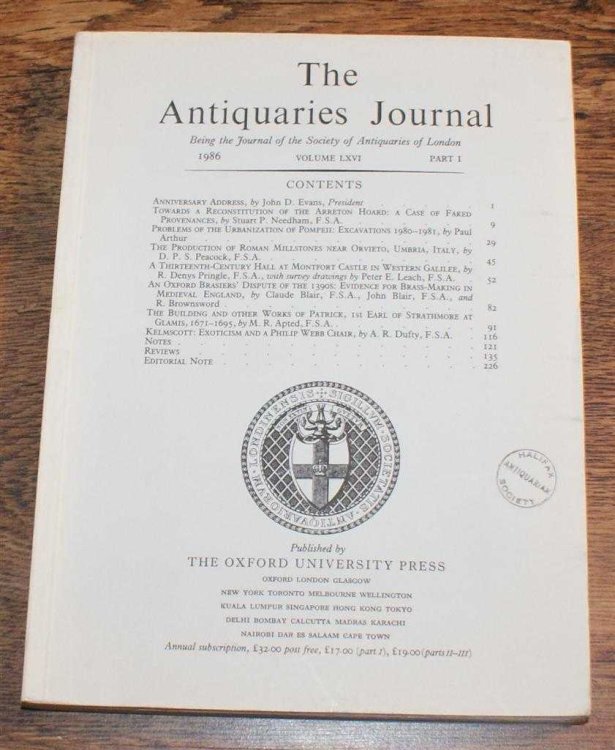 The
Antiquaries Journal
Being the Journal of the Society of Antiquaries of London
1986 VOLUME LXVI PART I
CONTENTS
ANNIVERSARY ADDRESS, by John D. Evans, President . . . . 1
TOWARDS A RECONSTITUTION OF THE ARRETON HOARD: A CASE OF FAKED
PROVENANCES, by Stuart P. Needham, F.S.A. . . . . 9
PROBLEMS OF THE URBANIZATION OF POMPEII: EXCAVATIONS 1980–1981, by Paul
Arthur . . . . 29
THE PRODUCTION OF ROMAN MILLSTONES NEAR ORVIETO, UMBRIA, ITALY, by
D. P. S. Peacock, F.S.A. . . . . 45
A THIRTEENTH-CENTURY HALL AT MONTFORT CASTLE IN WESTERN GALILEE, by
R. Denys Pringle, F.S.A., with survey drawings by Peter E. Leach, F.S.A. . 52
AN OXFORD BRASIERS' DISPUTE OF THE 1390S: EVIDENCE FOR BRASS-MAKING IN
MEDIEVAL ENGLAND, by Claude Blair, F.S.A., John Blair, F.S.A., and
R. Brownsword . . . . 82
THE BUILDING AND OTHER WORKS OF PATRICK, 1ST EARL OF STRATHMORE AT
GLAMIS, 1671–1695, by M. R. Apted, F.S.A. . . . . 91
KELMSCOTT: EXOTICISM AND A PHILIP WEBB CHAIR, by A. R. Dufty, F.S.A. . 116
NOTES . . . . 121
REVIEWS . . . . 135
EDITORIAL NOTE . . . . 226
SIGILLUM SOCIETATIS ANTIQVARIORVM LONDINENSIS
HALIFAX
ANTIQUARIAN
SOCIETY
Published by
THE OXFORD UNIVERSITY PRESS
OXFORD LONDON GLASGOW
NEW YORK TORONTO MELBOURNE WELLINGTON
KUALA LUMPUR SINGAPORE HONG KONG TOKYO
DELHI BOMBAY CALCUTTA MADRAS KARACHI
NAIROBI DAR ES SALAAM CAPE TOWN
Annual subscription, £32.00 post free, £17.00 (part I), £19.00 (parts II–III)